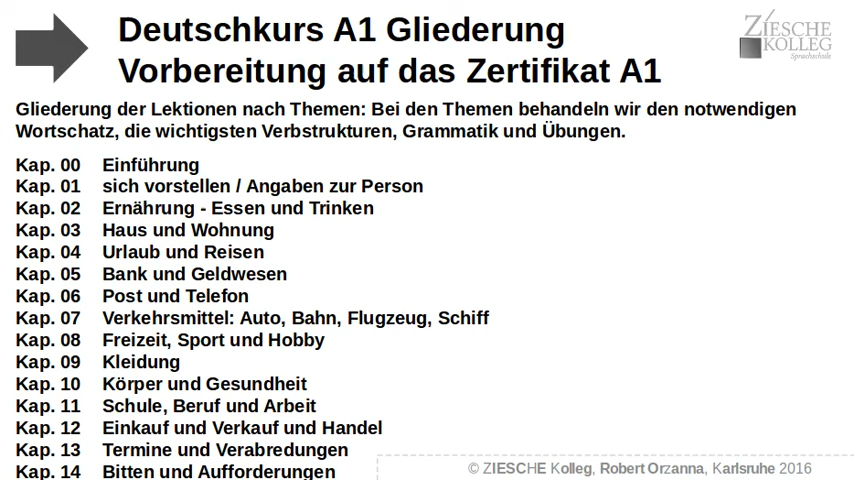 Deutschkurs A1 Gliederung
Vorbereitung auf das Zertifikat A1
ZIESCHE
KOLLEG
Sprachschule
Gliederung der Lektionen nach Themen: Bei den Themen behandeln wir den notwendigen
Wortschatz, die wichtigsten Verbstrukturen, Grammatik und Übungen.
Kap. 00 Einführung
Kap. 01 sich vorstellen / Angaben zur Person
Kap. 02 Ernährung - Essen und Trinken
Kap. 03 Haus und Wohnung
Kap. 04 Urlaub und Reisen
Kap. 05 Bank und Geldwesen
Kap. 06 Post und Telefon
Kap. 07 Verkehrsmittel: Auto, Bahn, Flugzeug, Schiff
Kap. 08 Freizeit, Sport und Hobby
Kap. 09 Kleidung
Kap. 10 Körper und Gesundheit
Kap. 11 Schule, Beruf und Arbeit
Kap. 12 Einkauf und Verkauf und Handel
Kap. 13 Termine und Verabredungen
Kap. 14 Bitten und Aufforderungen
© ZIESCHE Kolleg, Robert Orzanna, Karlsruhe 2016